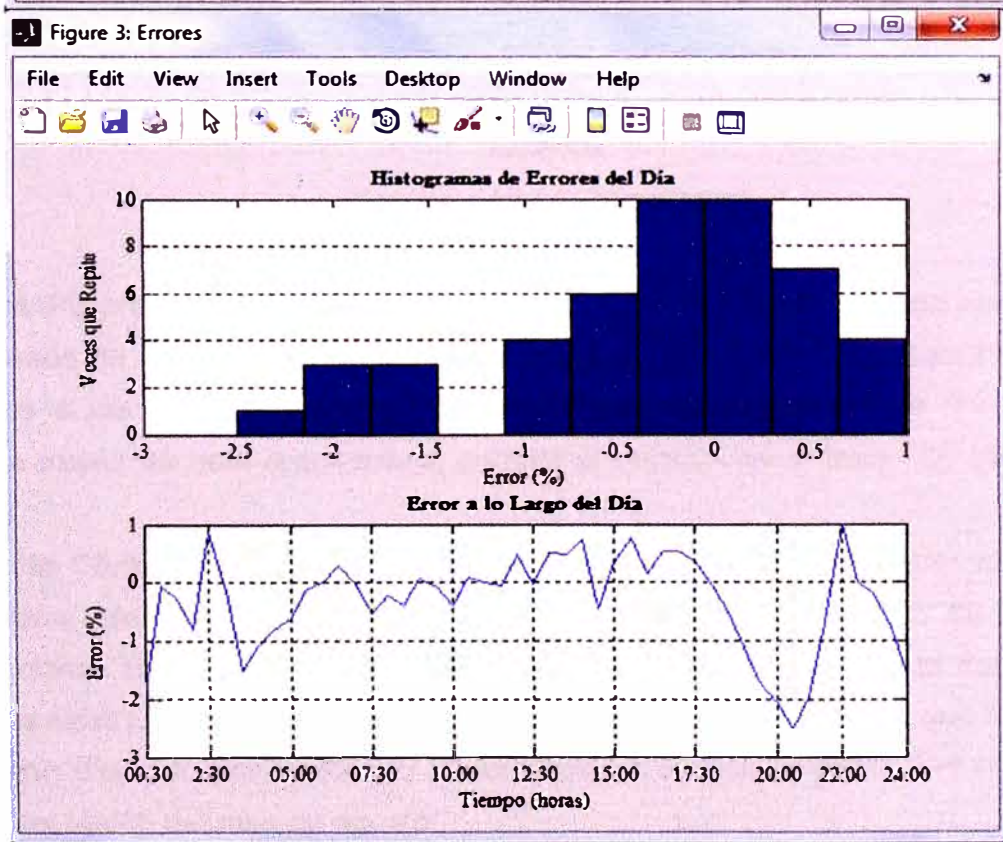 Figure 3: Errores
File Edit View Insert Tools Desktop Window Help
Histogramas de Errores del Día
10
8
6
4
2
0
Veces que Repite
-3 -2.5 -2 -1.5 -1 -0.5 0 0.5 1
Error (%)
Error a lo Largo del Día
1
0
-1
-2
-3
Error (%)
00:30 2:30 05:00 07:30 10:00 12:30 15:00 17:30 20:00 22:00 24:00
Tiempo (horas)